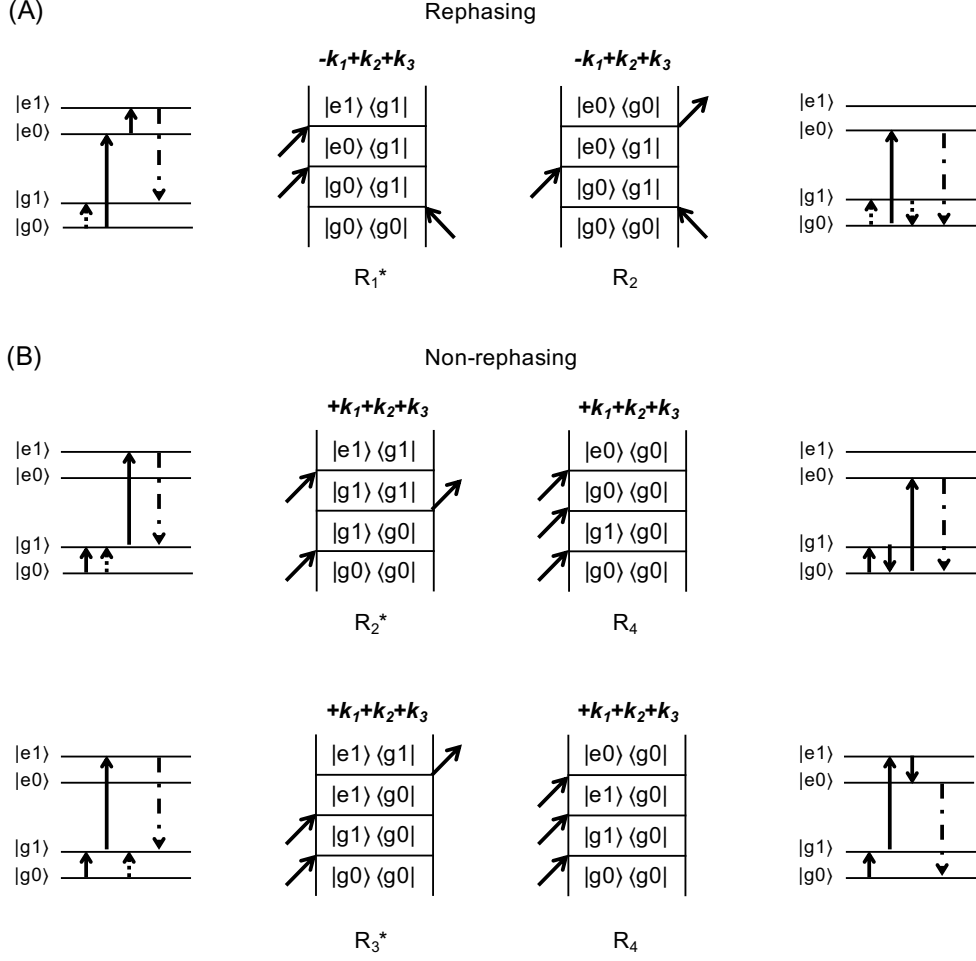 (A)
Rephasing
-k1+k2+k3
-k1+k2+k3
|e1⟩
|e0⟩
|g1⟩
|g0⟩
|e1⟩ ⟨g1|
|e0⟩ ⟨g1|
|g0⟩ ⟨g1|
|g0⟩ ⟨g0|
R1*
|e0⟩ ⟨g0|
|e0⟩ ⟨g1|
|g0⟩ ⟨g1|
|g0⟩ ⟨g0|
R2
|e1⟩
|e0⟩
|g1⟩
|g0⟩
(B)
Non-rephasing
+k1+k2+k3
+k1+k2+k3
|e1⟩
|e0⟩
|g1⟩
|g0⟩
|e1⟩ ⟨g1|
|g1⟩ ⟨g1|
|g1⟩ ⟨g0|
|g0⟩ ⟨g0|
R2*
|e0⟩ ⟨g0|
|g0⟩ ⟨g0|
|g1⟩ ⟨g0|
|g0⟩ ⟨g0|
R4
|e1⟩
|e0⟩
|g1⟩
|g0⟩
+k1+k2+k3
+k1+k2+k3
|e1⟩
|e0⟩
|g1⟩
|g0⟩
|e1⟩ ⟨g1|
|e1⟩ ⟨g0|
|g1⟩ ⟨g0|
|g0⟩ ⟨g0|
R3*
|e0⟩ ⟨g0|
|e1⟩ ⟨g0|
|g1⟩ ⟨g0|
|g0⟩ ⟨g0|
R4
|e1⟩
|e0⟩
|g1⟩
|g0⟩